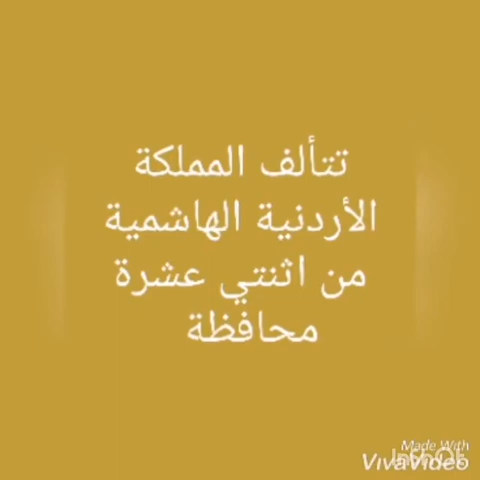 تتألف المملكة
الأردنية الهاشمية
من اثنتي عشرة
محافظة
Made With
VivaVideo